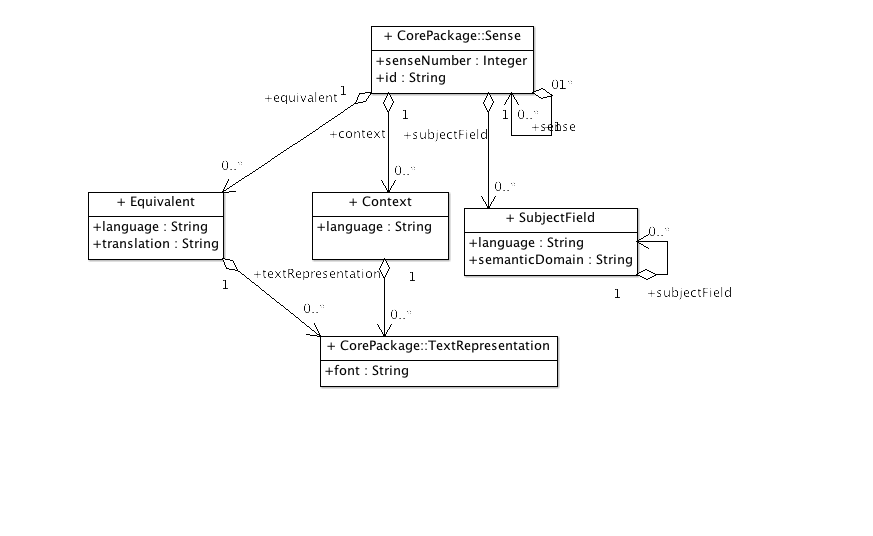 + CorePackage::Sense
+senseNumber : Integer
+id : String
+equivalent
1
1
1
01*
0..*
+sense
+context
+subjectField
0..*
0..*
0..*
+ Equivalent
+language : String
+translation : String
+ Context
+language : String
+ SubjectField
+language : String
+semanticDomain : String
0..*
1
+subjectField
1
+textRepresentation
1
0..*
0..*
+ CorePackage::TextRepresentation
+font : String